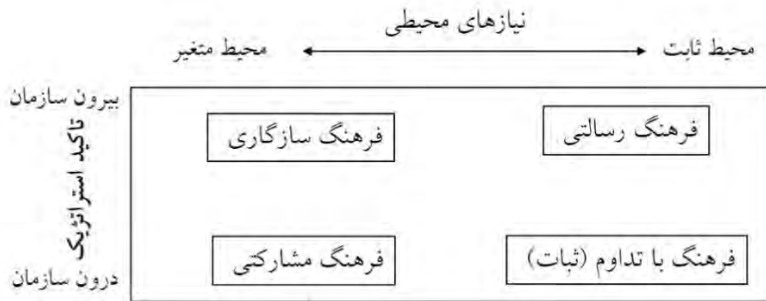 نیازهای محیطی
محیط ثابت
محیط متغیر
بیرون سازمان
تاکید استراتژیک
درون سازمان
فرهنگ رسالتی
فرهنگ سازگاری
فرهنگ با تداوم (ثبات)
فرهنگ مشارکتی